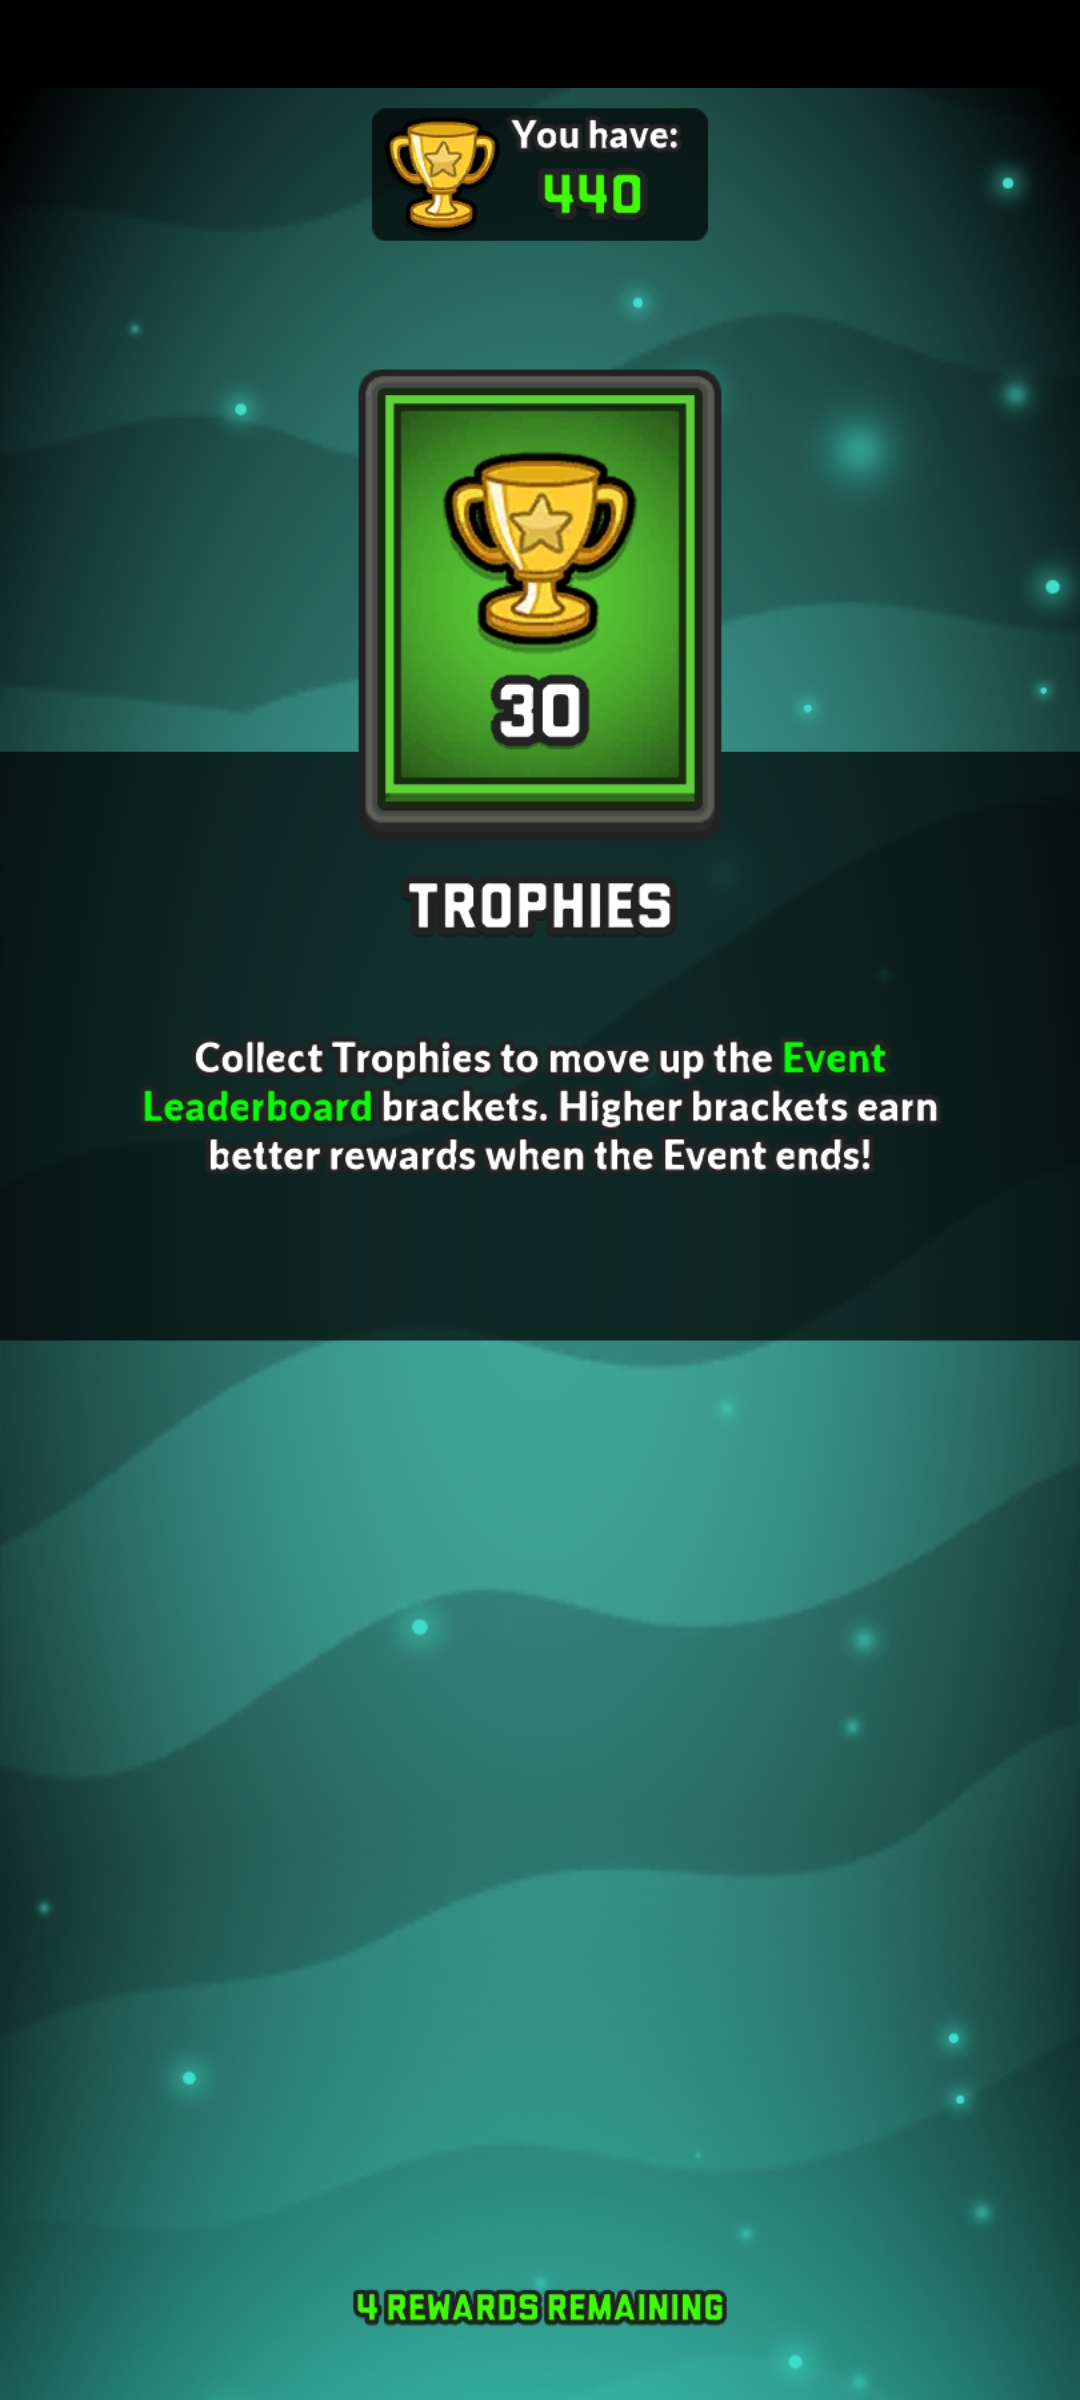 You have:
440
30
TROPHIES
Collect Trophies to move up the Event
Leaderboard brackets. Higher brackets earn
better rewards when the Event ends!
4 REWARDS REMAINING